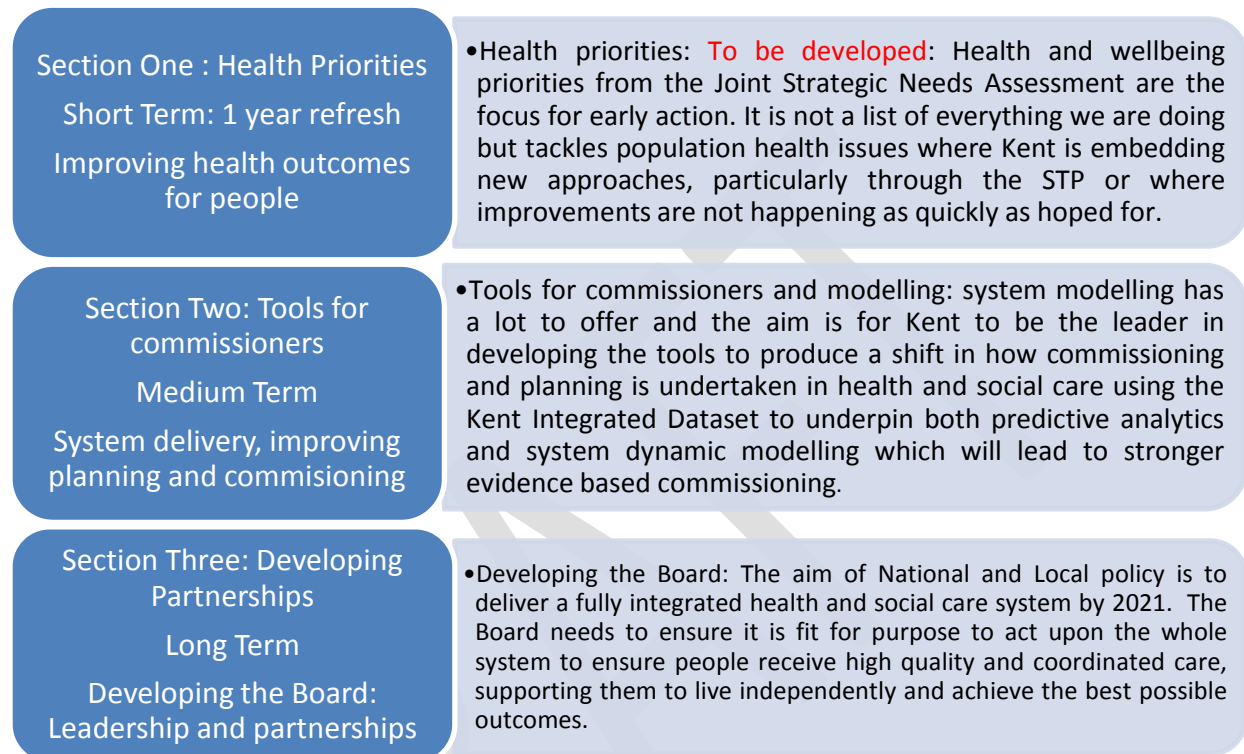 Section One : Health Priorities
Short Term: 1 year refresh
Improving health outcomes
for people
•Health priorities: To be developed: Health and wellbeing
priorities from the Joint Strategic Needs Assessment are the
focus for early action. It is not a list of everything we are doing
but tackles population health issues where Kent is embedding
new approaches, particularly through the STP or where
improvements are not happening as quickly as hoped for.
Section Two: Tools for
commissioners
Medium Term
System delivery, improving
planning and commisioning
•Tools for commissioners and modelling: system modelling has
a lot to offer and the aim is for Kent to be the leader in
developing the tools to produce a shift in how commissioning
and planning is undertaken in health and social care using the
Kent Integrated Dataset to underpin both predictive analytics
and system dynamic modelling which will lead to stronger
evidence based commissioning.
Section Three: Developing
Partnerships
Long Term
Developing the Board:
Leadership and partnerships
•Developing the Board: The aim of National and Local policy is to
deliver a fully integrated health and social care system by 2021. The
Board needs to ensure it is fit for purpose to act upon the whole
system to ensure people receive high quality and coordinated care,
supporting them to live independently and achieve the best possible
outcomes.